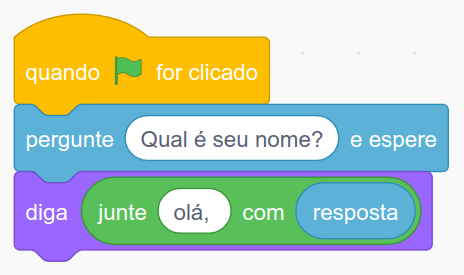 quando for clicado
pergunte Qual é seu nome? e espere
diga junte olá, com resposta